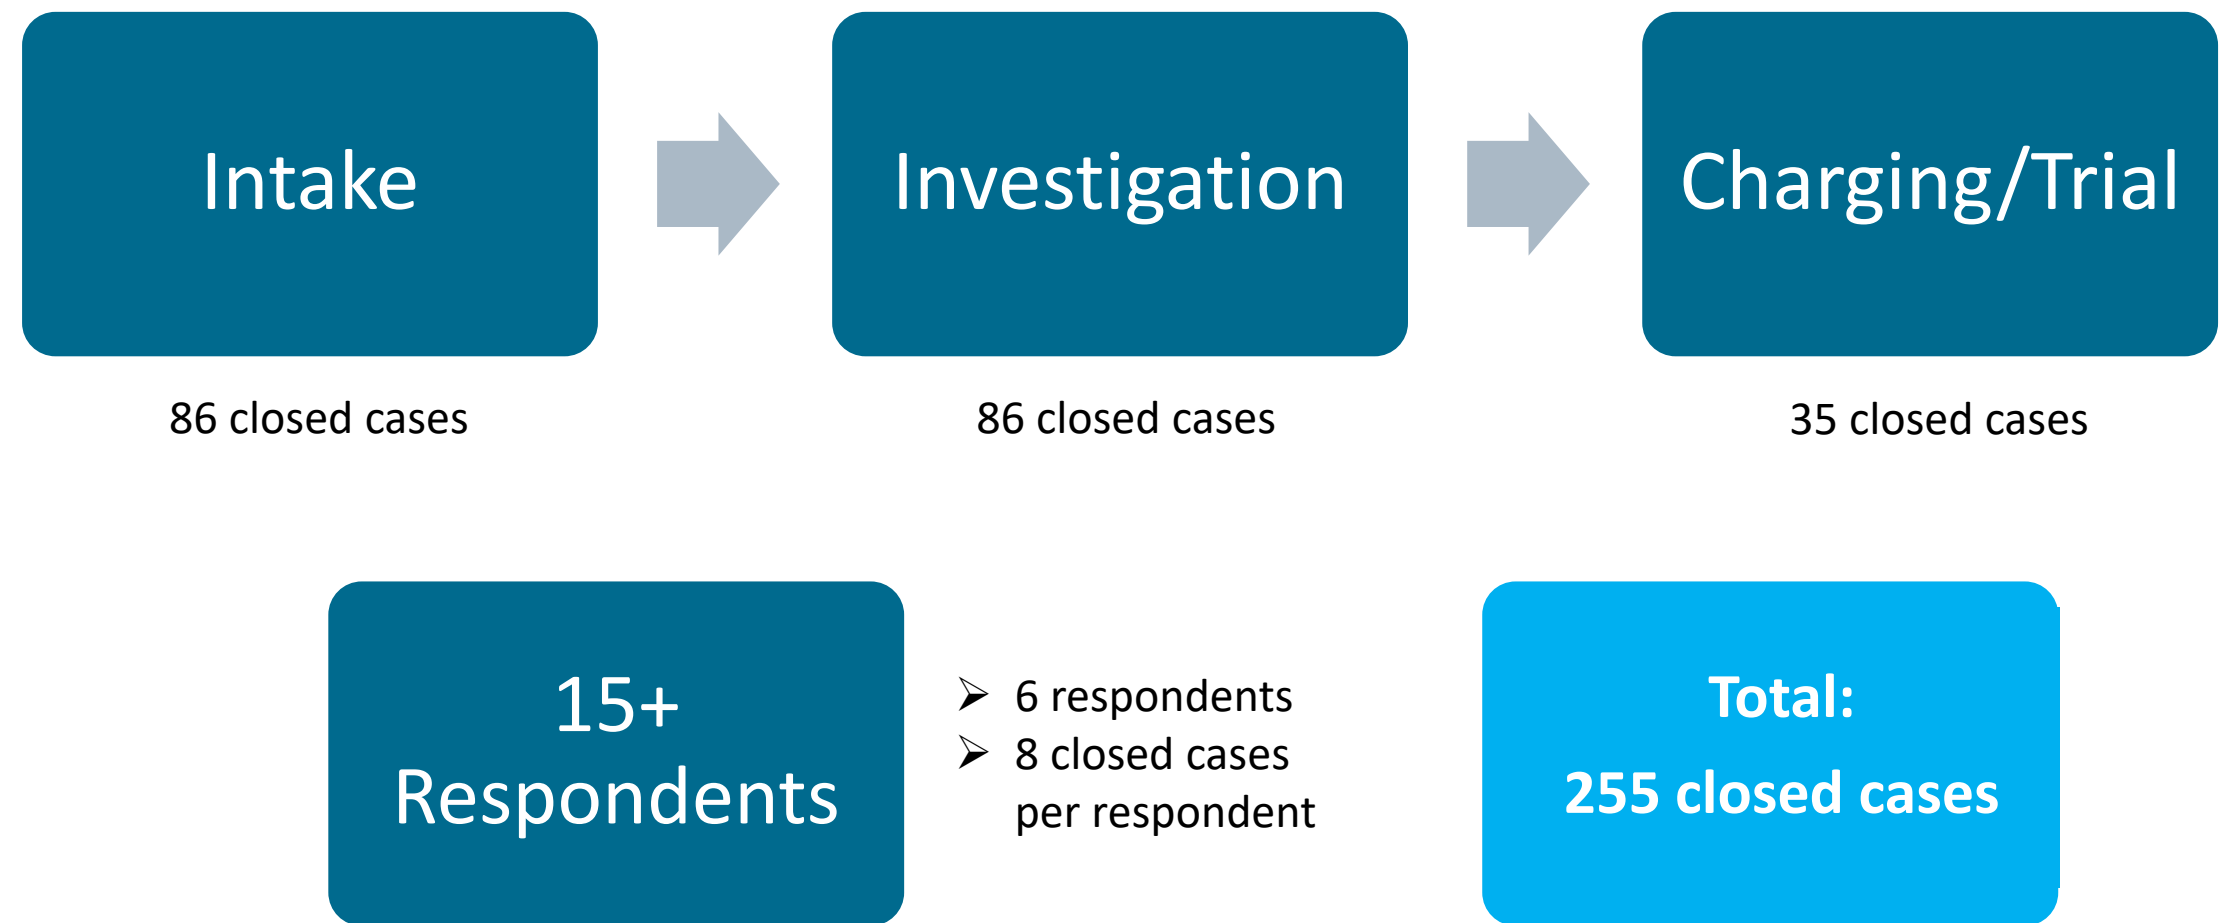 Intake
Investigation
Charging/Trial
86 closed cases
86 closed cases
35 closed cases
15+
Respondents
➢ 6 respondents
➢ 8 closed cases
per respondent
Total:
255 closed cases